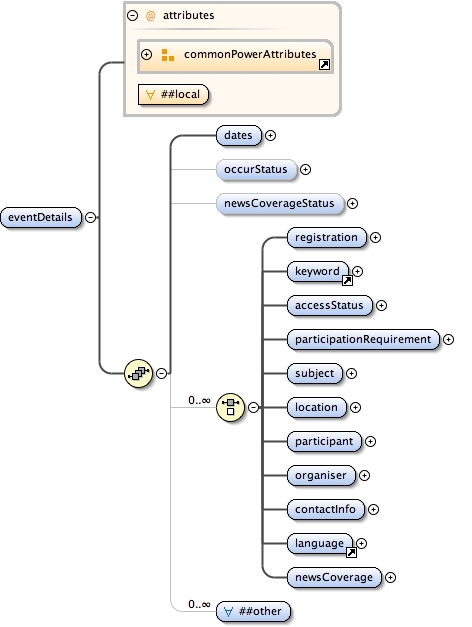 @ attributes
commonPowerAttributes
∀ ##local
dates
occurStatus
newsCoverageStatus
eventDetails
registration
keyword
accessStatus
participationRequirement
subject
0..∞
location
participant
organiser
contactInfo
language
newsCoverage
0..∞
∀ ##other